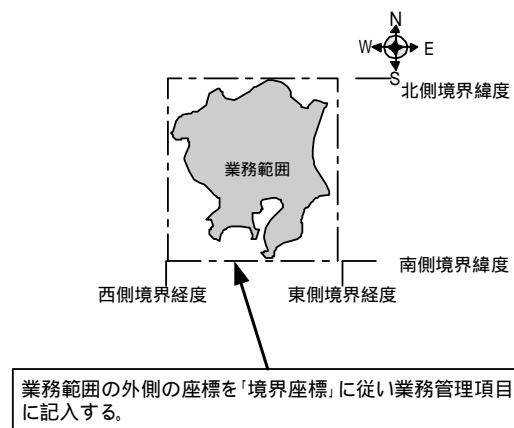 N
W E
S
北側境界緯度
業務範囲
南側境界緯度
西側境界経度 東側境界経度
業務範囲の外側の座標を「境界座標」に従い業務管理項目
に記入する。